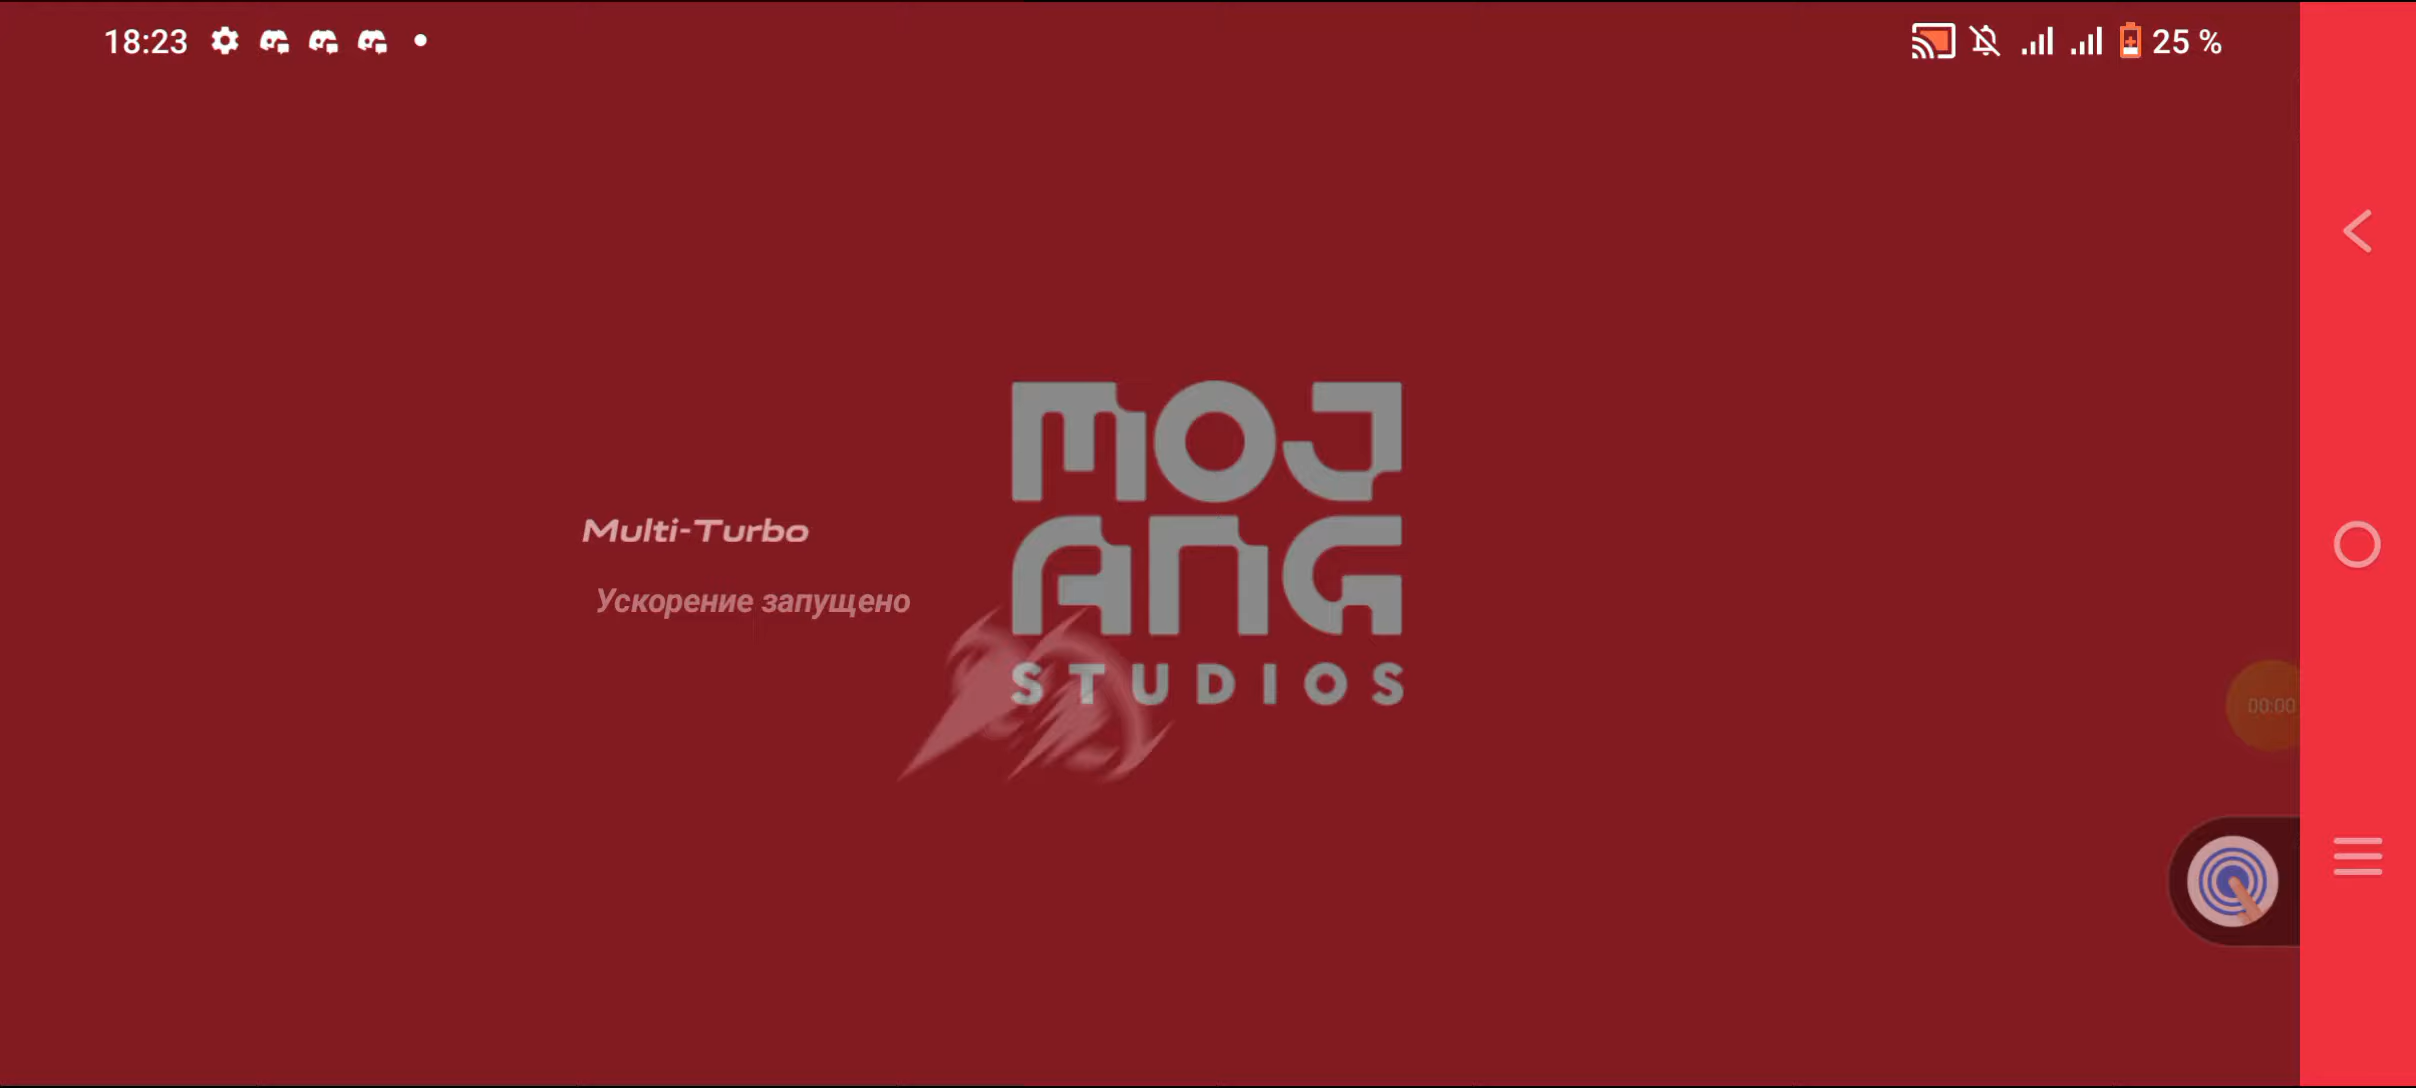 18:23
25 %
MOJ
ANG
STUDIOS
Multi-Turbo
Ускорение запущено
00:00